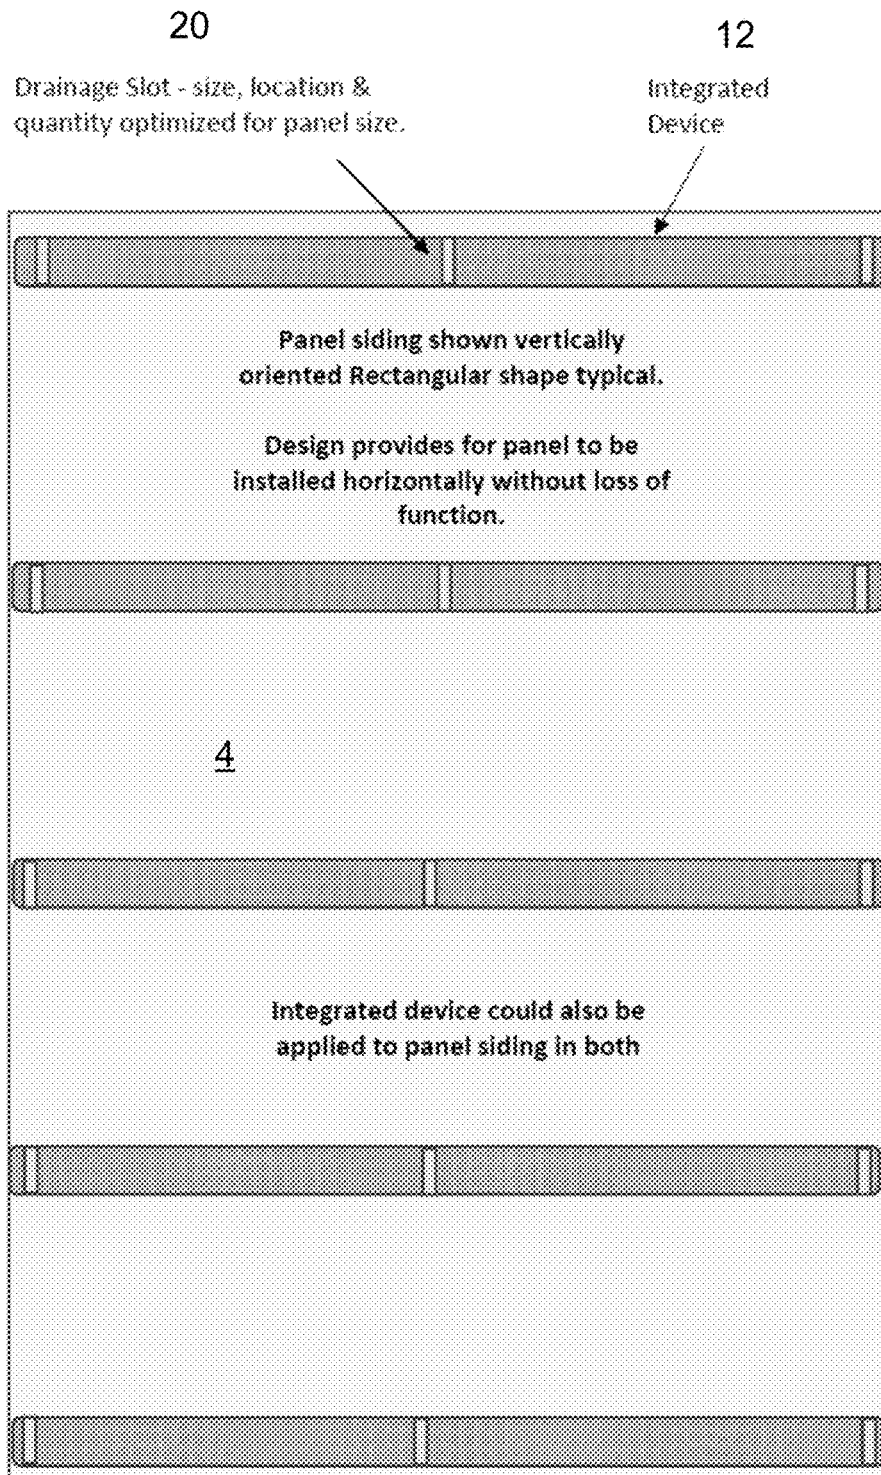 20
12
Drainage Slot - size, location &
quantity optimized for panel size.
Integrated
Device
Panel siding shown vertically
oriented Rectangular shape typical.
Design provides for panel to be
installed horizontally without loss of
function.
4
Integrated device could also be
applied to panel siding in both